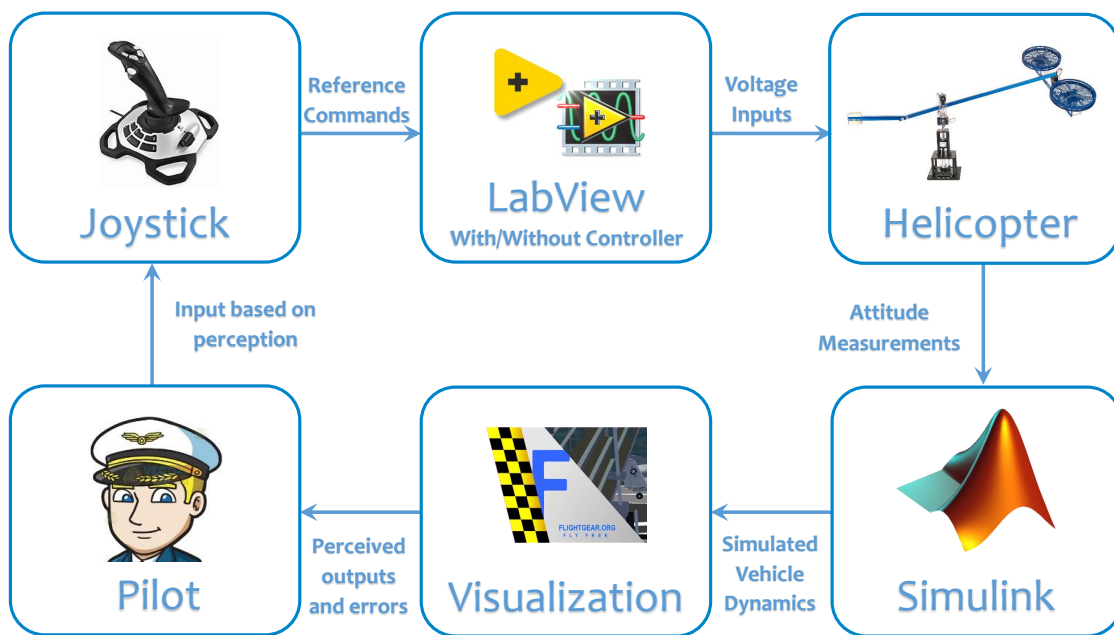 Joystick
Reference
Commands
LabView
With/Without Controller
Voltage
Inputs
Helicopter
Attitude
Measurements
Simulink
Simulated
Vehicle
Dynamics
F
FLIGHTGEAR.ORG
FLY FREE
Visualization
Perceived
outputs
and errors
Pilot
Input based on
perception